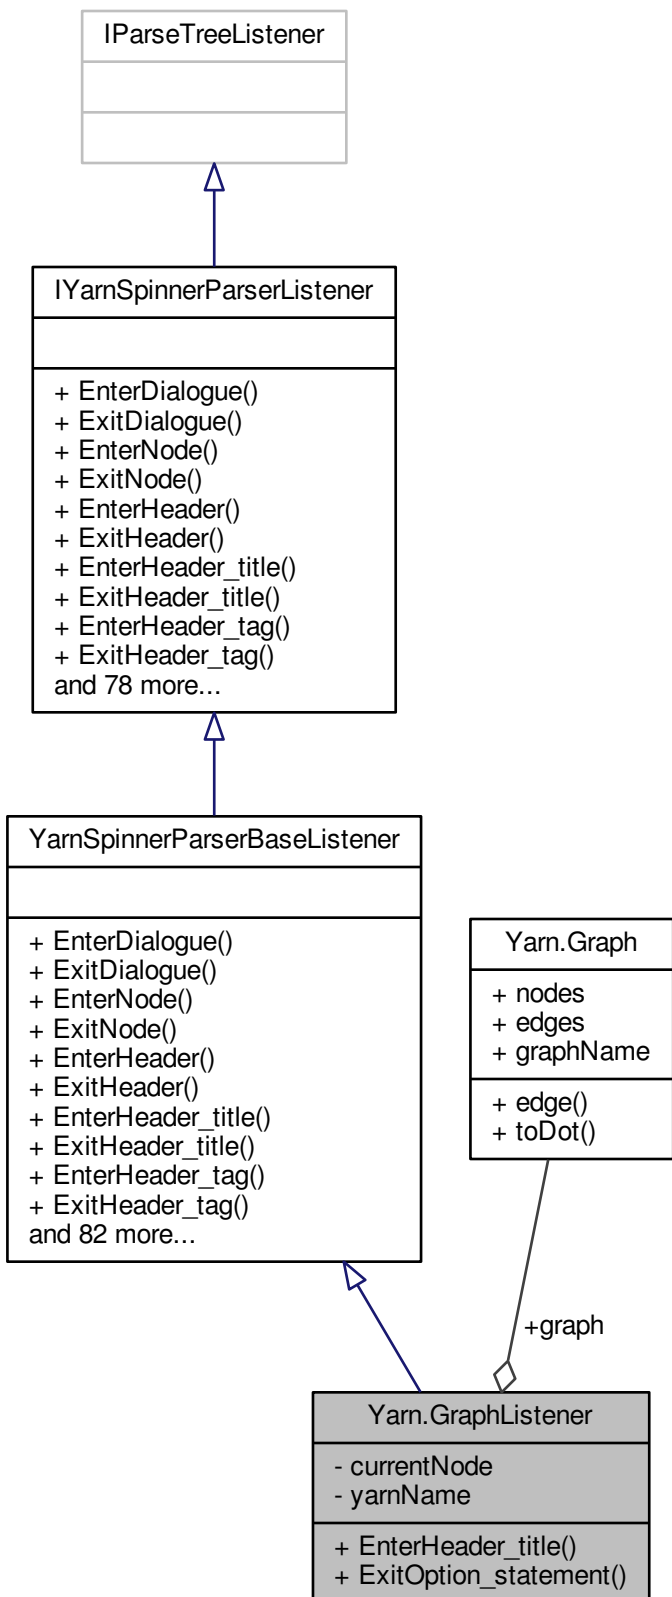 IParseTreeListener
IYarnSpinnerParserListener
+ EnterDialogue()
+ ExitDialogue()
+ EnterNode()
+ ExitNode()
+ EnterHeader()
+ ExitHeader()
+ EnterHeader_title()
+ ExitHeader_title()
+ EnterHeader_tag()
+ ExitHeader_tag()
and 78 more...
YarnSpinnerParserBaseListener
+ EnterDialogue()
+ ExitDialogue()
+ EnterNode()
+ ExitNode()
+ EnterHeader()
+ ExitHeader()
+ EnterHeader_title()
+ ExitHeader_title()
+ EnterHeader_tag()
+ ExitHeader_tag()
and 82 more...
Yarn.Graph
+ nodes
+ edges
+ graphName
+ edge()
+ toDot()
+graph
Yarn.GraphListener
- currentNode
- yarnName
+ EnterHeader_title()
+ ExitOption_statement()